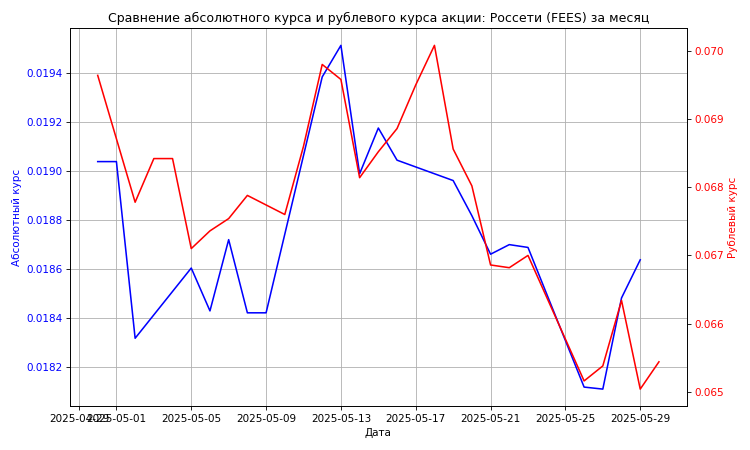 Сравнение абсолютного курса и рублевого курса акции: Россети (FEES) за месяц
0.0194
0.0192
0.0190
0.0188
0.0186
0.0184
0.0182
Абсолютный курс
0.070
0.069
0.068
0.067
0.066
0.065
Рублевый курс
2025-04-29 2025-05-01 2025-05-05 2025-05-09 2025-05-13 2025-05-17 2025-05-21 2025-05-25 2025-05-29
Дата